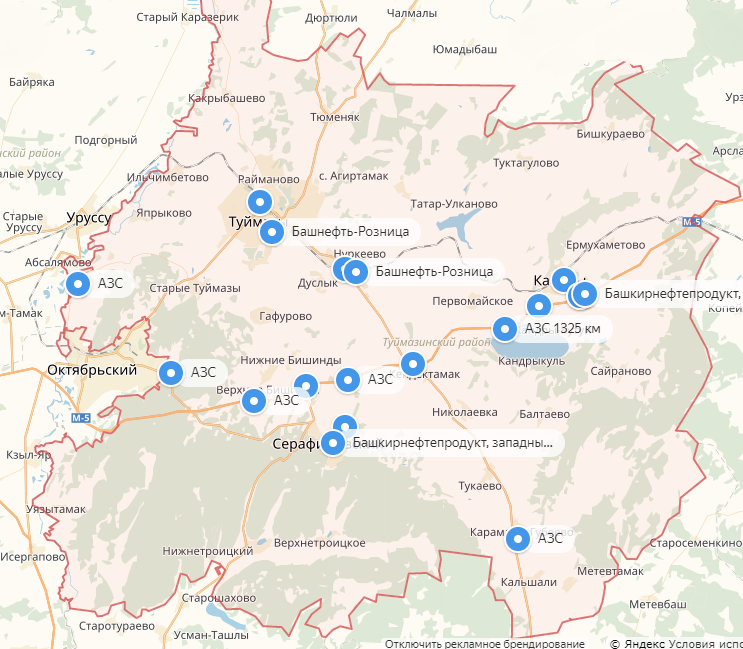 Старый Каразерик
Дюртюли
Чалмалы
Юмадыбаш
Байряка
Какрыбашево
Тюменяк
Подгорный
Бишкураево
нский район
Туктагулово
Ильчимбетово
Райманово
с. Агиртамак
Старые
Уруссу
Уруссу
Япрыково
Татар-Улканово
М-5
Башнефть-Розница
Ермухаметово
Абсалямово
Нуркеево
Башнефть-Розница
АЗС
Старые Туймазы
Дуслык
Первомайское
Башкирнефтепродукт,
м-Тамак
Гафурово
АЗС 1325 км
Туймазинский район
Октябрьский
АЗС
Нижние Бишинды
АЗС
Кандрыкуль
Сайраново
АЗС
М-5
Николаевка
Балтаево
Башкирнефтепродукт, западны...
Кзыл-Яр
Тукаево
Уязытамак
АЗС
Исергапово
Нижнетроицкий
Верхнетроицкое
Старосеменкино
Метевтамак
Кальшали
Старошахово
Метевбаш
Старотураево
Усман-Ташлы
Отключить рекламное брендирование
© Яндекс Условия испо